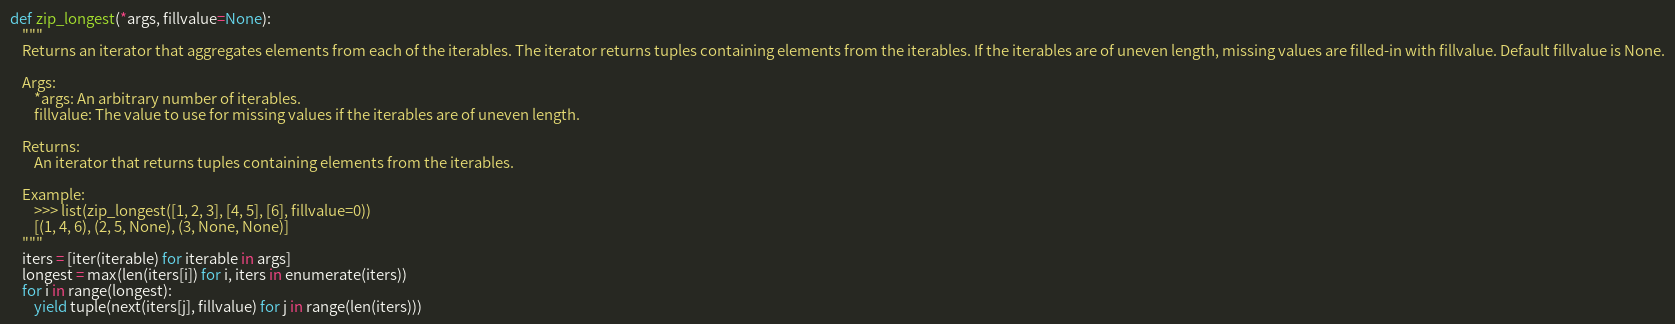 def zip_longest(*args, fillvalue=None):
    """
    Returns an iterator that aggregates elements from each of the iterables. The iterator returns tuples containing elements from the iterables. If the iterables are of uneven length, missing values are filled-in with fillvalue. Default fillvalue is None.

    Args:
        *args: An arbitrary number of iterables.
        fillvalue: The value to use for missing values if the iterables are of uneven length.

    Returns:
        An iterator that returns tuples containing elements from the iterables.

    Example:
        >>> list(zip_longest([1, 2, 3], [4, 5], [6], fillvalue=0))
        [(1, 4, 6), (2, 5, None), (3, None, None)]
    """
    iters = [iter(iterable) for iterable in args]
    longest = max(len(iters[i]) for i, iters in enumerate(iters))
    for i in range(longest):
        yield tuple(next(iters[j], fillvalue) for j in range(len(iters)))